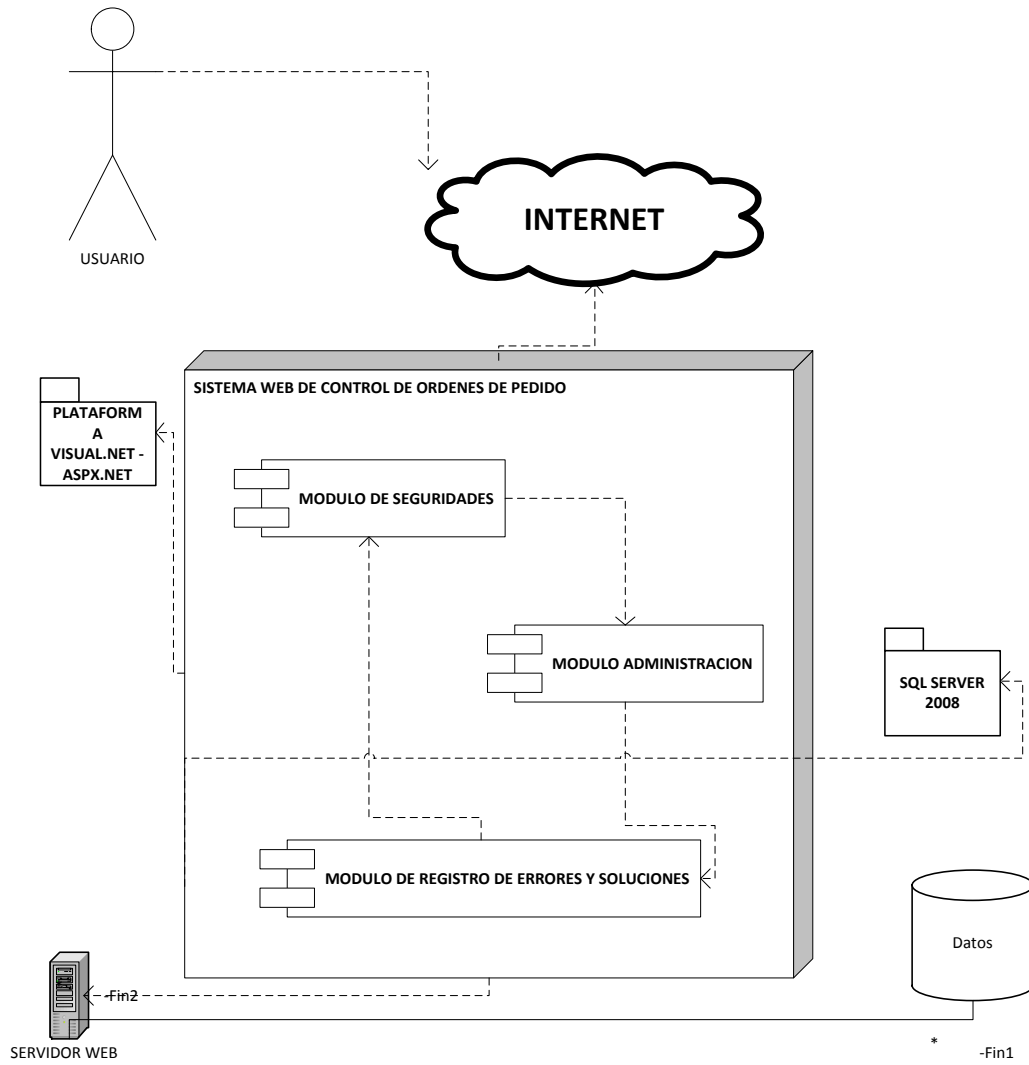 USUARIO
INTERNET
SISTEMA WEB DE CONTROL DE ORDENES DE PEDIDO
PLATAFORM
A
VISUAL.NET -
ASPX.NET
MODULO DE SEGURIDADES
MODULO ADMINISTRACION
SQL SERVER
2008
MODULO DE REGISTRO DE ERRORES Y SOLUCIONES
Datos
-Fin2
SERVIDOR WEB
*
-Fin1